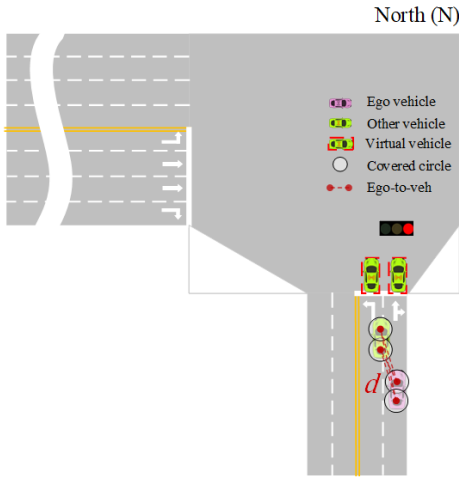 North (N)
Ego vehicle
Other vehicle
Virtual vehicle
Covered circle
Ego-to-veh
d